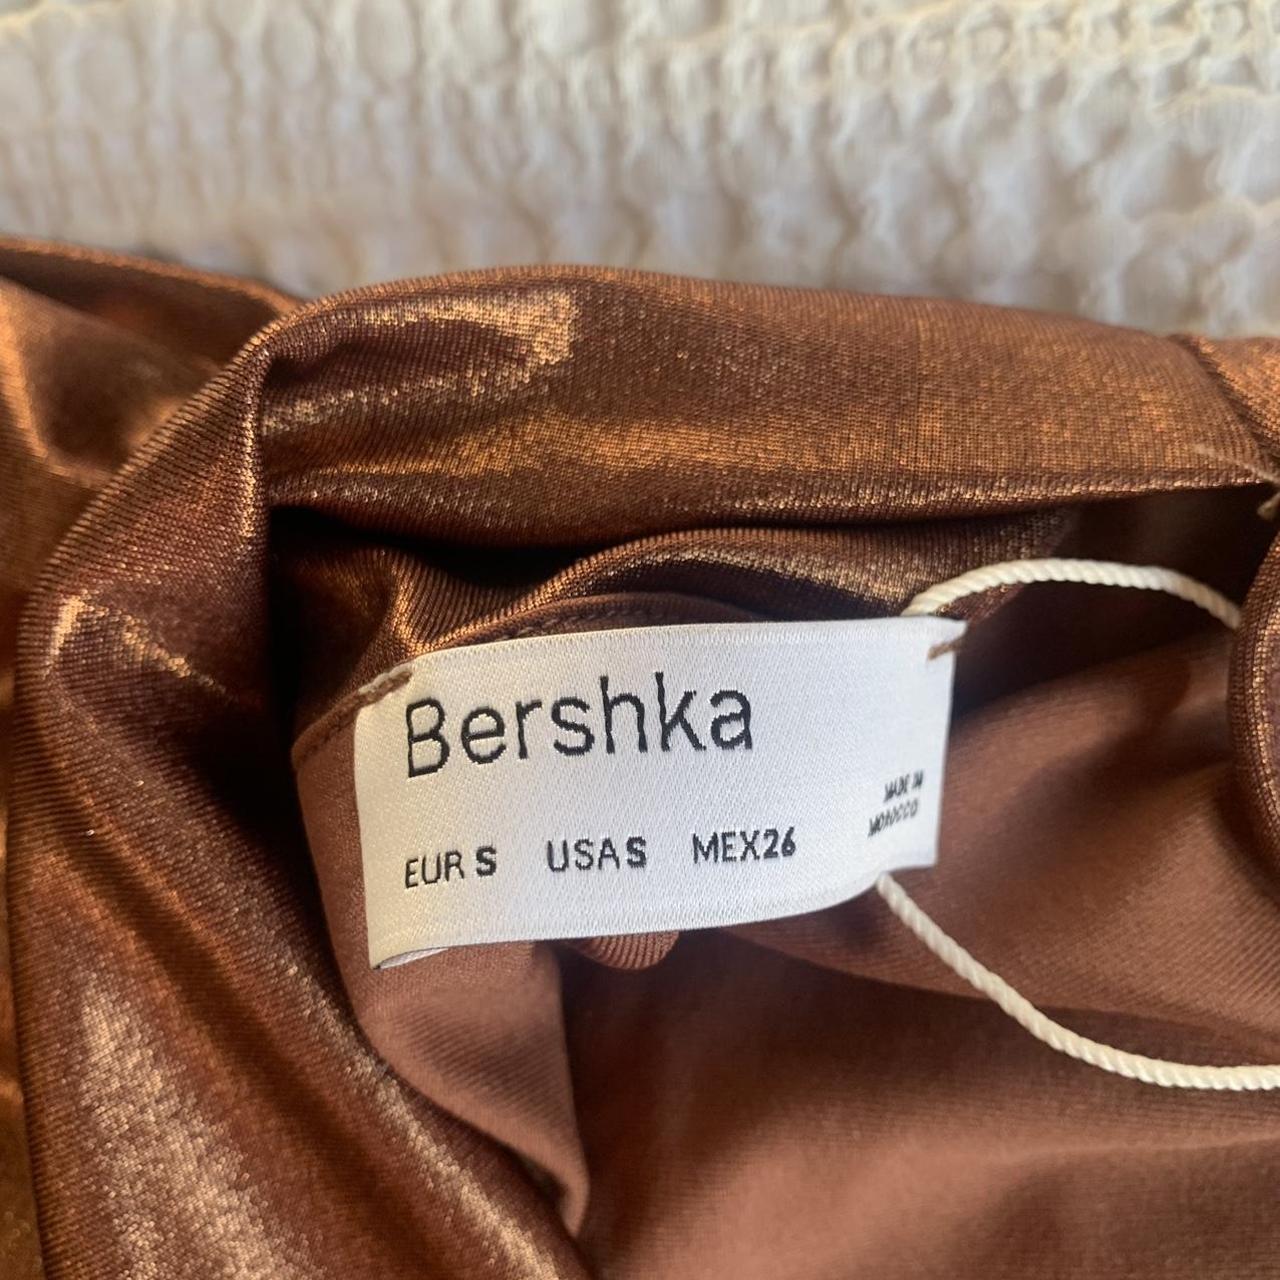 Bershka
EUR S USA S MEX 26
MADE IN
MOROCCO